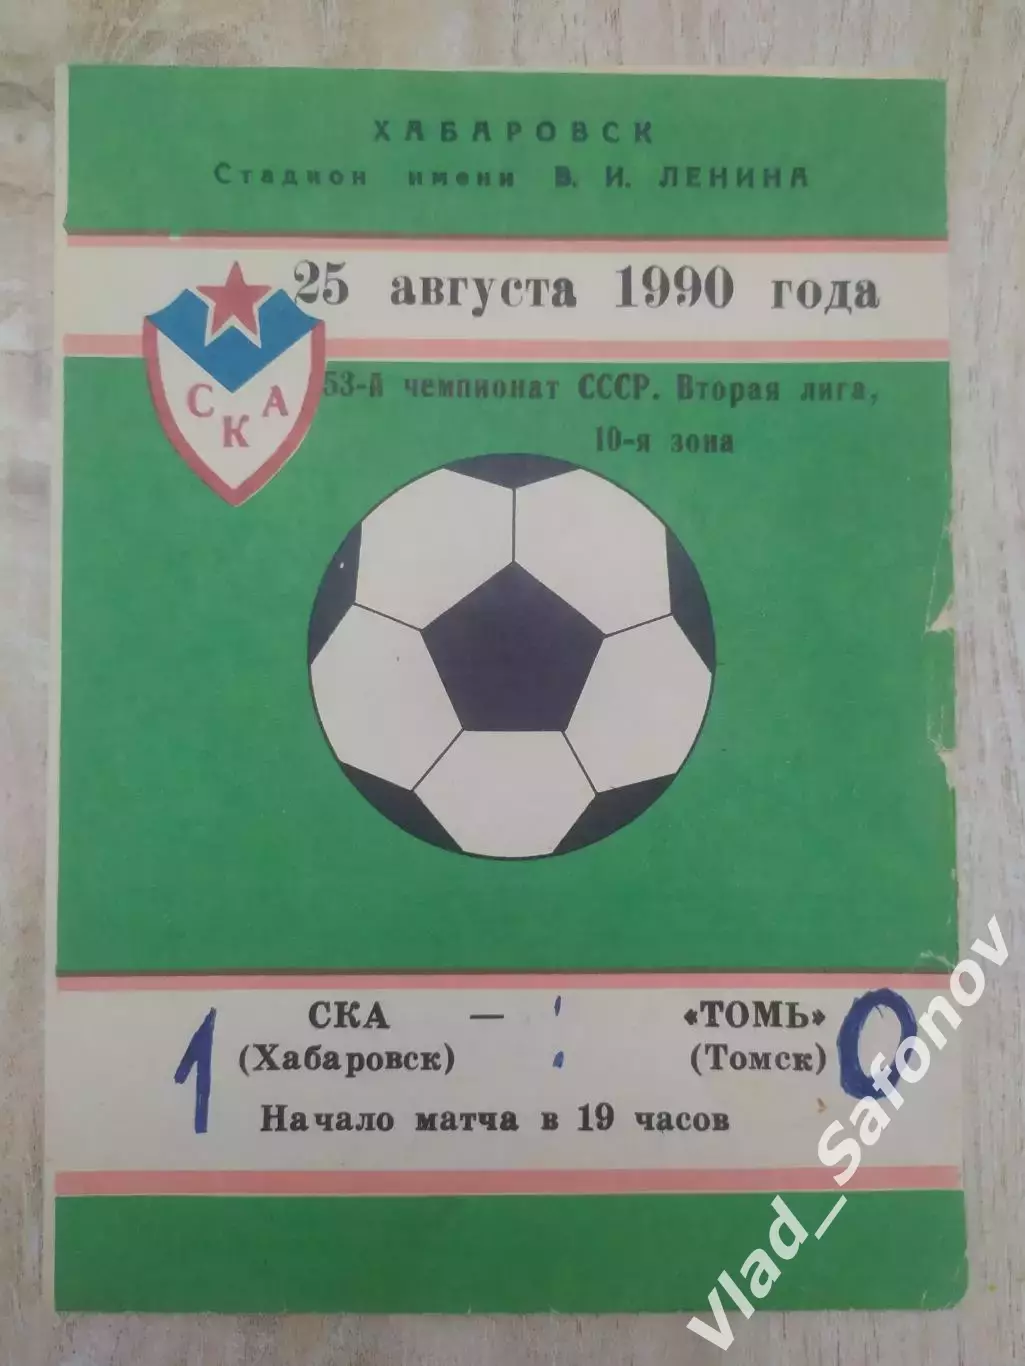 ХАБАРОВСК
Стадион имени В. И. ЛЕНИНА
25 августа 1990 года
СКА
53-й чемпионат СССР. Вторая лига,
10-я зона
1 СКА — : «ТОМЬ» 0
(Хабаровск) (Томск)
Начало матча в 19 часов
Vlad_Safonov